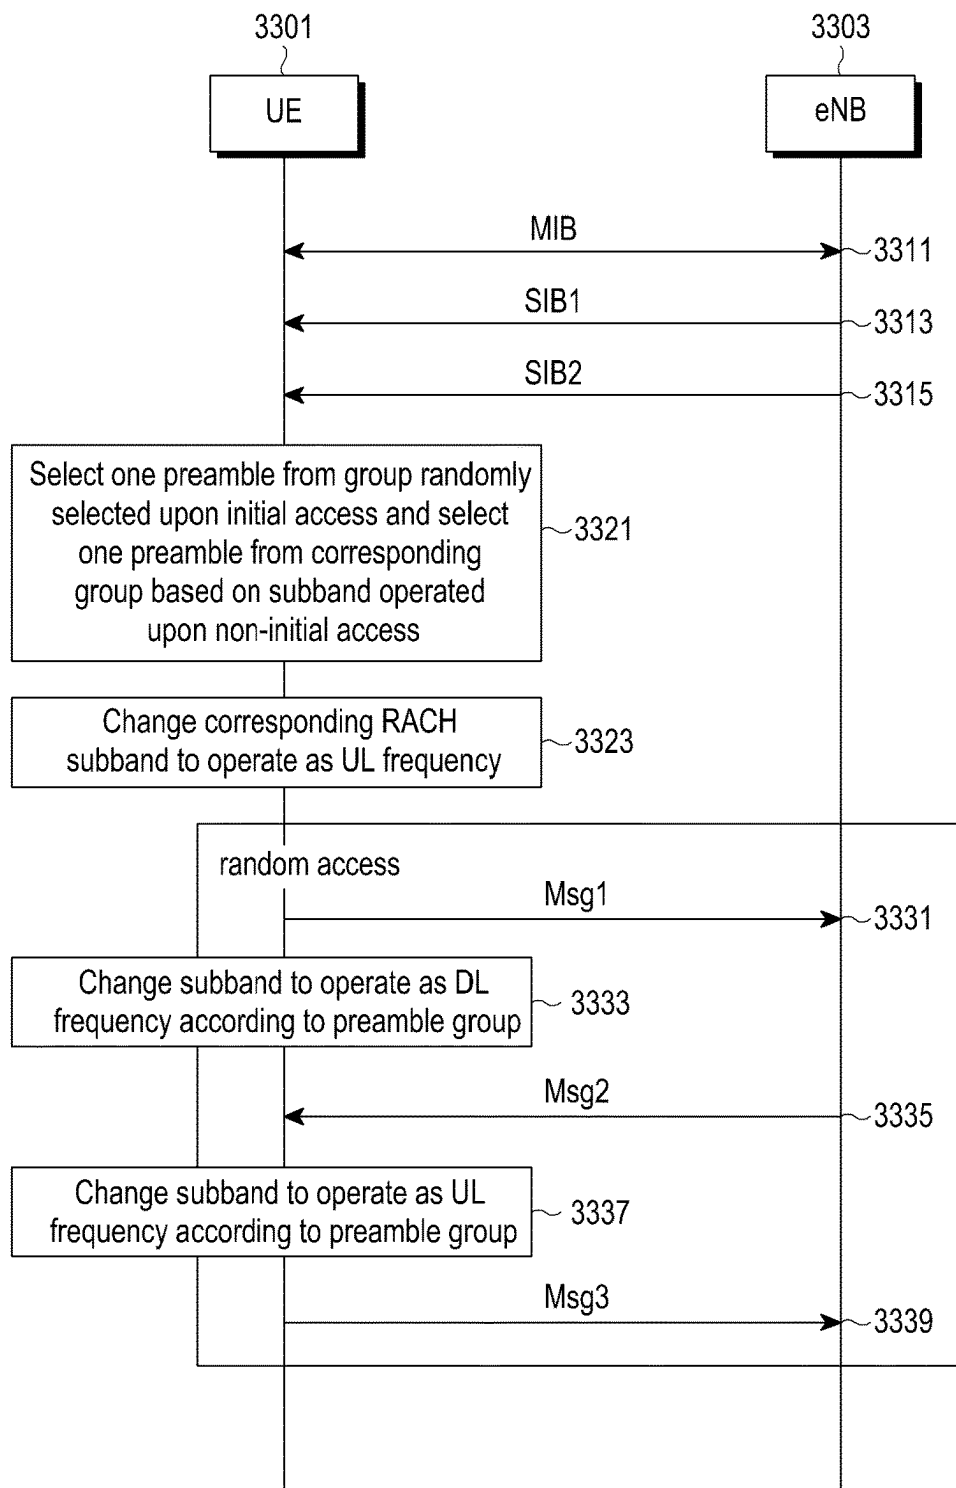 3301
3303
UE
eNB
MIB
3311
SIB1
3313
SIB2
3315
Select one preamble from group randomly
selected upon initial access and select
one preamble from corresponding
group based on subband operated
upon non-initial access
3321
Change corresponding RACH
subband to operate as UL frequency
3323
random access
Msg1
3331
Change subband to operate as DL
frequency according to preamble group
3333
Msg2
3335
Change subband to operate as UL
frequency according to preamble group
3337
Msg3
3339